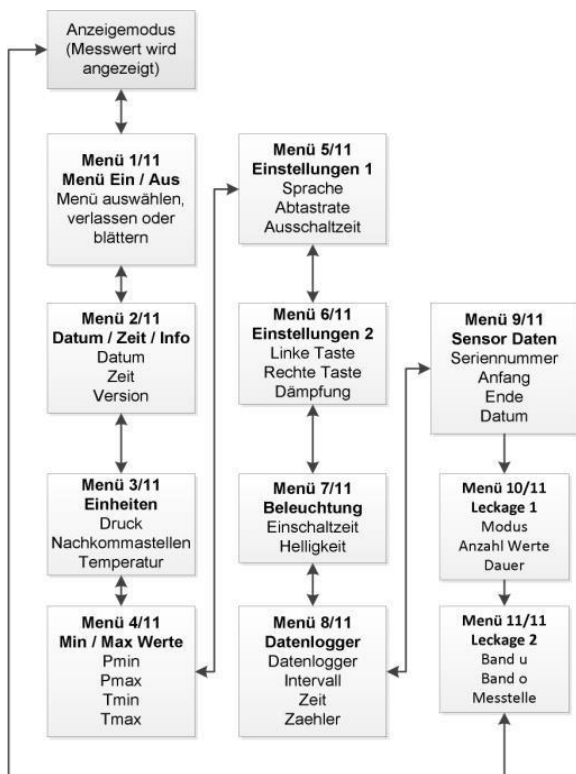 Anzeigemodus
(Messwert wird
angezeigt)
Menü 1/11
Menü Ein / Aus
Menü auswählen,
verlassen oder
blättern
Menü 2/11
Datum / Zeit / Info
Datum
Zeit
Version
Menü 3/11
Einheiten
Druck
Nachkommastellen
Temperatur
Menü 4/11
Min / Max Werte
Pmin
Pmax
Tmin
Tmax
Menü 5/11
Einstellungen 1
Sprache
Abtastrate
Ausschaltzeit
Menü 6/11
Einstellungen 2
Linke Taste
Rechte Taste
Dämpfung
Menü 7/11
Beleuchtung
Einschaltzeit
Helligkeit
Menü 8/11
Datenlogger
Datenlogger
Intervall
Zeit
Zaehler
Menü 9/11
Sensor Daten
Seriennummer
Anfang
Ende
Datum
Menü 10/11
Leckage 1
Modus
Anzahl Werte
Dauer
Menü 11/11
Leckage 2
Band u
Band o
Messtelle